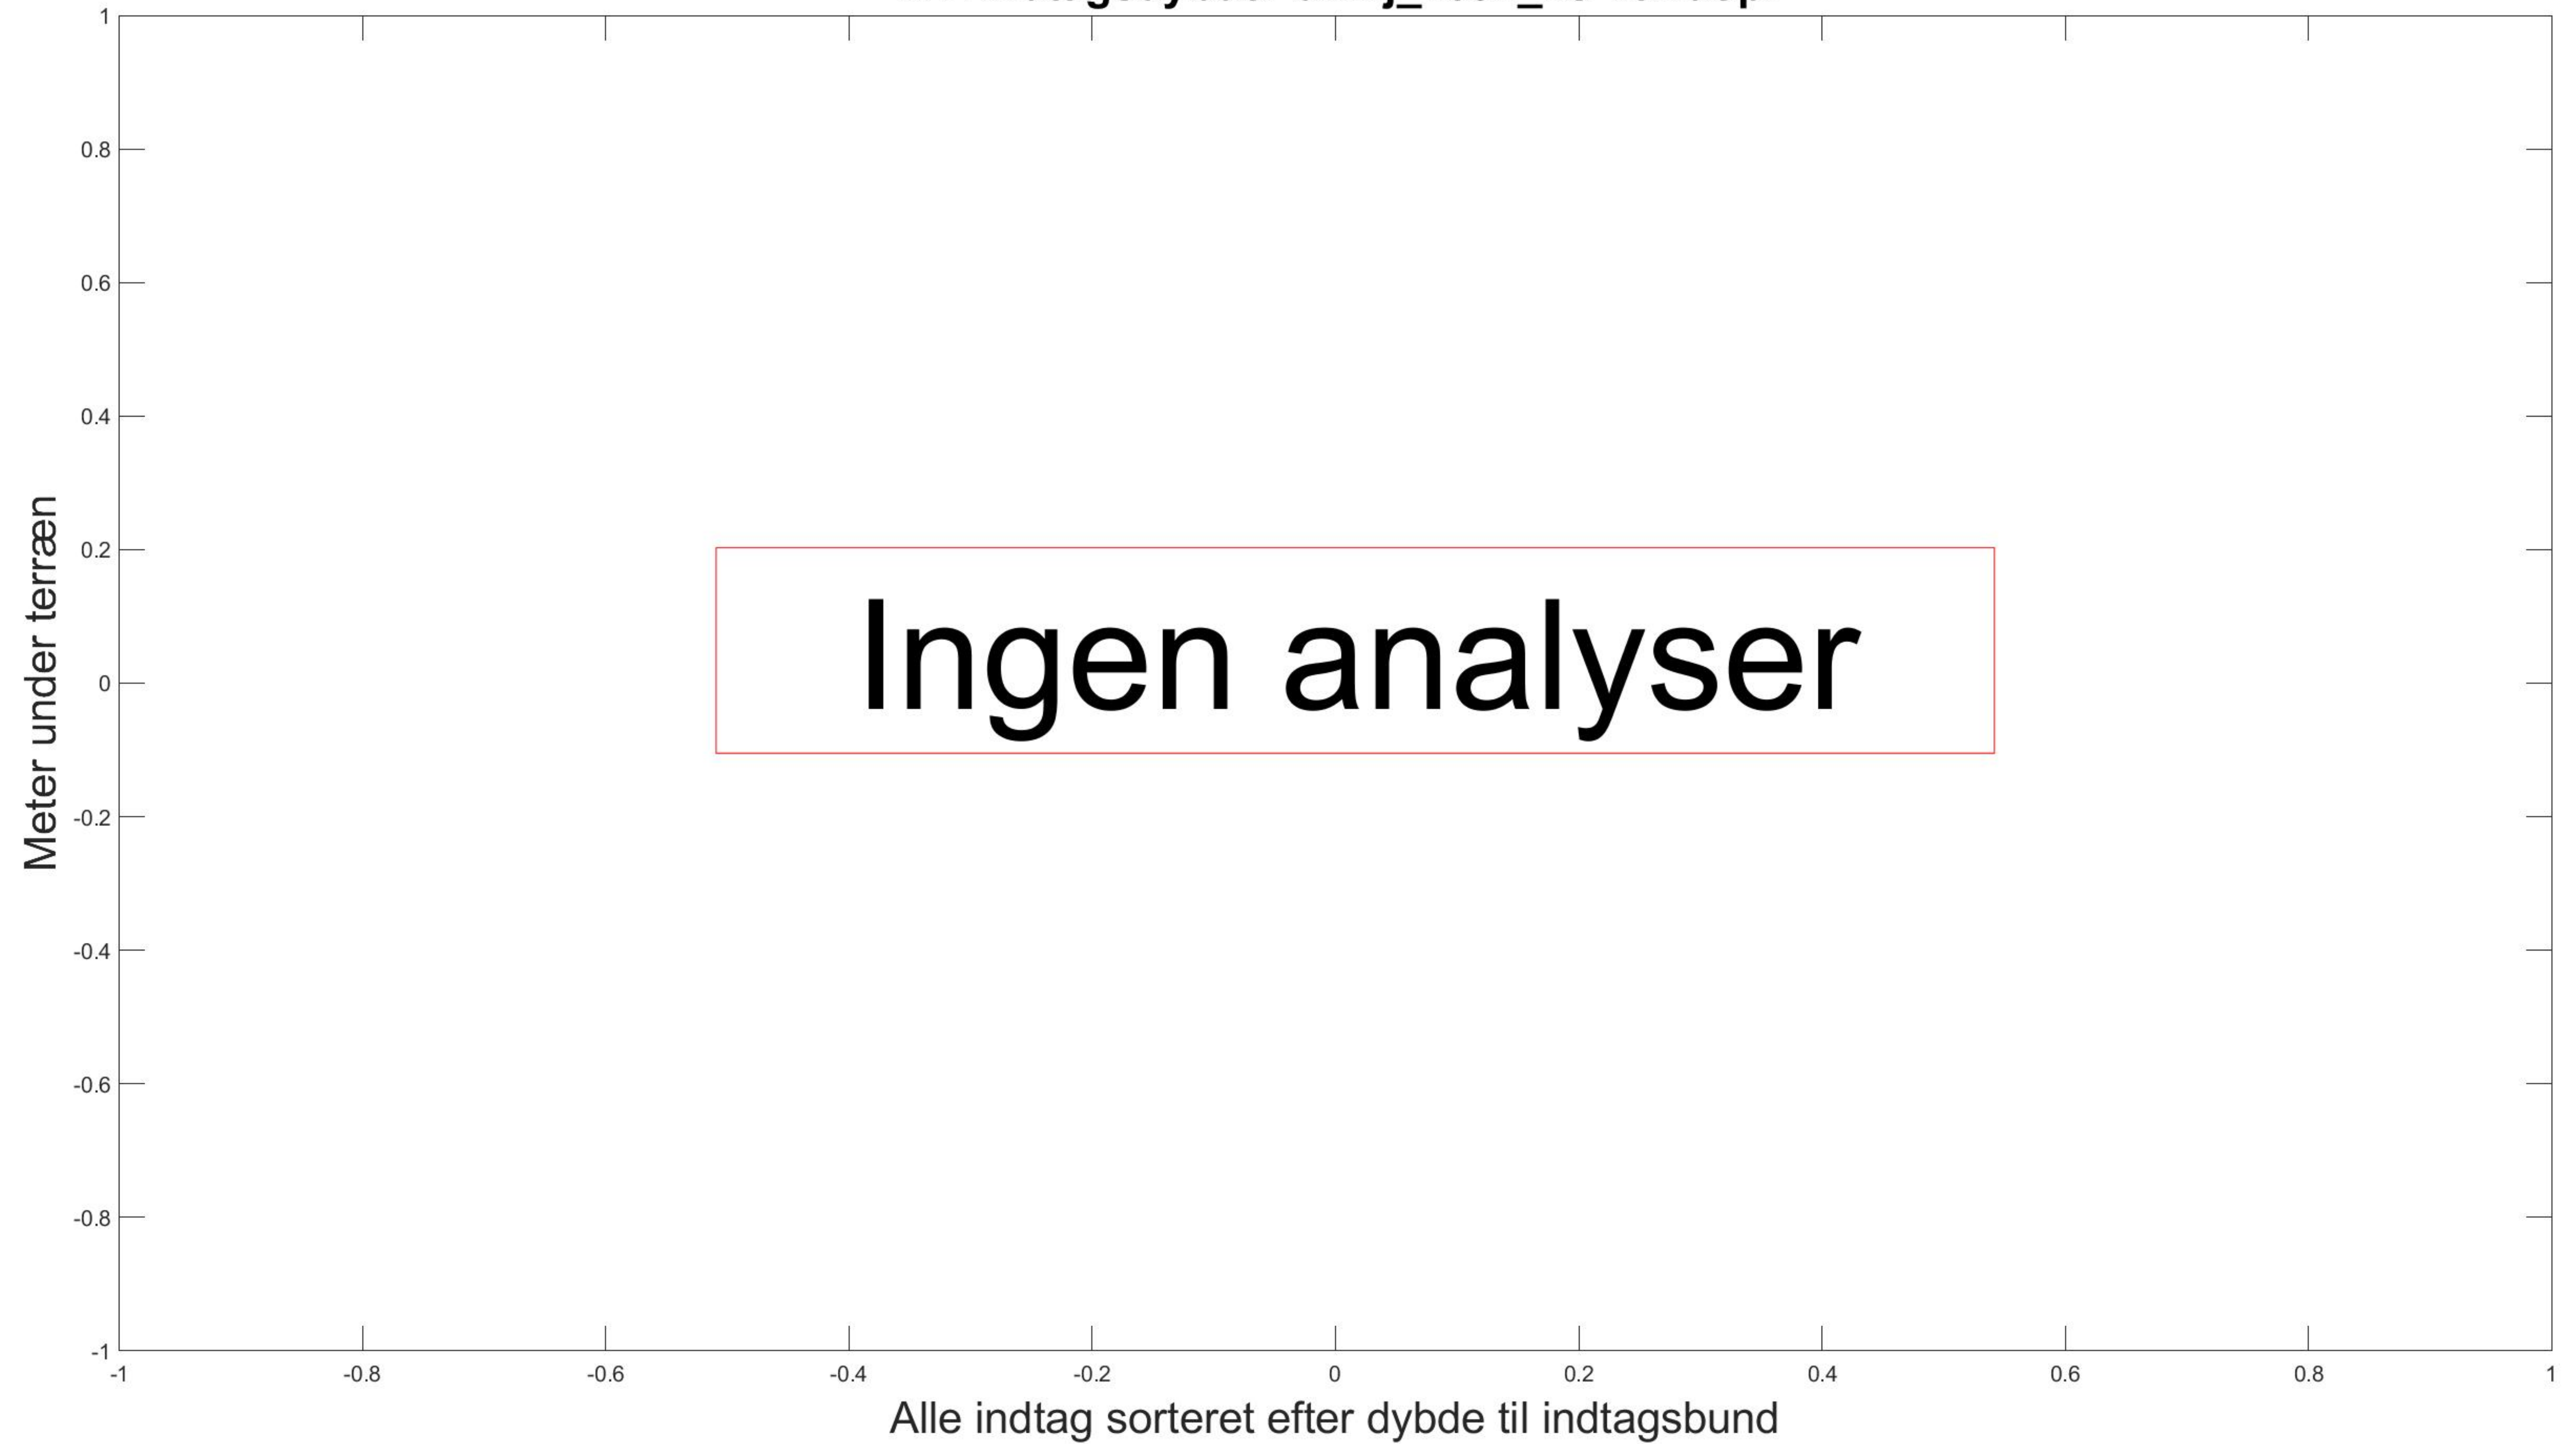 1
0.8
0.6
0.4
0.2
0
-0.2
-0.4
-0.6
-0.8
-1
Meter under terræn
Ingen analyser
-1 -0.8 -0.6 -0.4 -0.2 0 0.2 0.4 0.6 0.8 1
Alle indtag sorteret efter dybde til indtagsbund